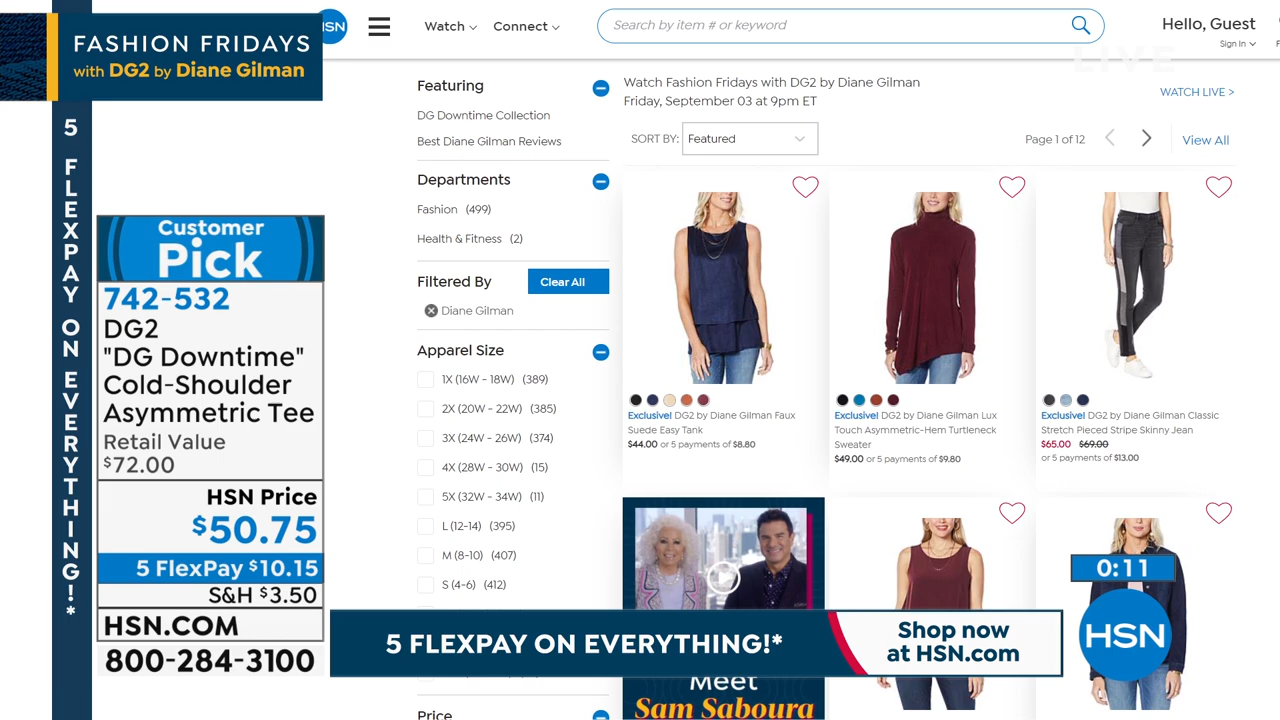 FASHION FRIDAYS
with DG2 by Diane Gilman
5 FLEXPAY ON EVERYTHING!*
Customer
Pick
742-532
DG2
"DG Downtime"
Cold-Shoulder
Asymmetric Tee
Retail Value
$72.00
HSN Price
$50.75
5 FlexPay $10.15
S&H $3.50
HSN.COM
800-284-3100
HSN
Watch
Connect
Search by item # or keyword
Hello, Guest
Sign In
LIVE
Featuring
DG Downtime Collection
Best Diane Gilman Reviews
Departments
Fashion (499)
Health & Fitness (2)
Filtered By
Clear All
Diane Gilman
Apparel Size
1X (16W - 18W) (389)
2X (20W - 22W) (385)
3X (24W - 26W) (374)
4X (28W - 30W) (15)
5X (32W - 34W) (11)
L (12-14) (395)
M (8-10) (407)
S (4-6) (412)
Price
Watch Fashion Fridays with DG2 by Diane Gilman
Friday, September 03 at 9pm ET
WATCH LIVE >
SORT BY: Featured
Page 1 of 12
View All
Exclusive! DG2 by Diane Gilman Faux
Suede Easy Tank
$44.00 or 5 payments of $8.80
Exclusive! DG2 by Diane Gilman Lux
Touch Asymmetric-Hem Turtleneck
Sweater
$49.00 or 5 payments of $9.80
Exclusive! DG2 by Diane Gilman Classic
Stretch Pieced Stripe Skinny Jean
$65.00 $69.00
or 5 payments of $13.00
0:11
5 FLEXPAY ON EVERYTHING!*
Shop now
at HSN.com
HSN
Meet
Sam Saboura